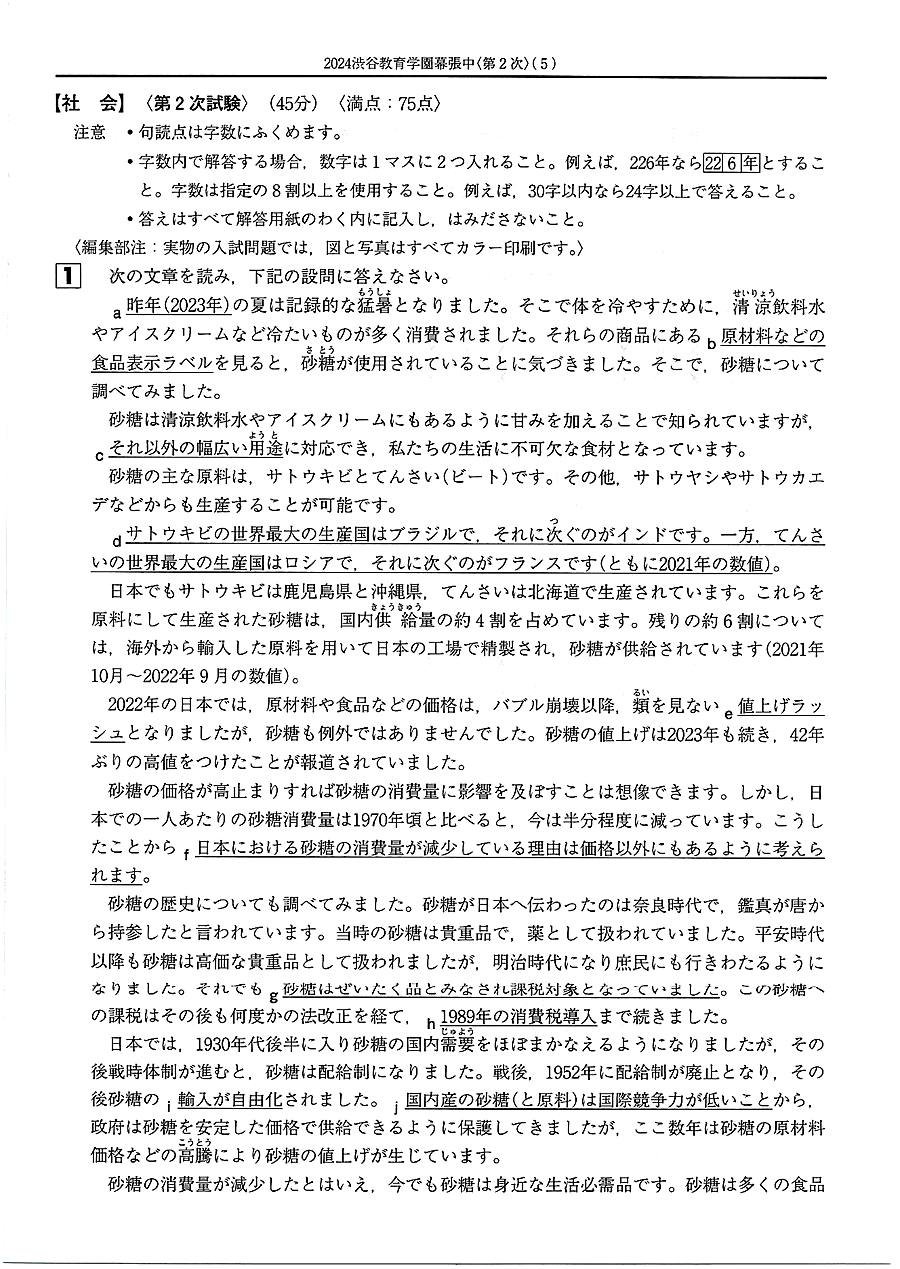 2024渋谷教育学園幕張中〈第2次〉(5)
【社 会】〈第2次試験〉(45分)〈満点:75点〉
注意 ・句読点は字数にふくめます。
・字数内で解答する場合,数字は1マスに2つ入れること。例えば,226年なら22 6 年とするこ
と。字数は指定の8割以上を使用すること。例えば,30字以内なら24字以上で答えること。
・答えはすべて解答用紙のわく内に記入し,はみださないこと。
〈編集部注:実物の入試問題では,図と写真はすべてカラー印刷です。〉
1 次の文章を読み,下記の設問に答えなさい。
a昨年(2023年)の夏は記録的な猛暑となりました。そこで体を冷やすために,清涼飲料水
やアイスクリームなど冷たいものが多く消費されました。それらの商品にあるb原材料などの
食品表示ラベルを見ると,砂糖が使用されていることに気づきました。そこで,砂糖について
調べてみました。
砂糖は清涼飲料水やアイスクリームにもあるように甘みを加えることで知られていますが,
cそれ以外の幅広い用途に対応でき,私たちの生活に不可欠な食材となっています。
砂糖の主な原料は,サトウキビとてんさい(ビート)です。その他,サトウヤシやサトウカエ
デなどからも生産することが可能です。
dサトウキビの世界最大の生産国はブラジルで,それに次ぐのがインドです。一方,てんさ
いの世界最大の生産国はロシアで,それに次ぐのがフランスです(ともに2021年の数値)。
日本でもサトウキビは鹿児島県と沖縄県,てんさいは北海道で生産されています。これらを
原料にして生産された砂糖は,国内供給量の約4割を占めています。残りの約6割について
は,海外から輸入した原料を用いて日本の工場で精製され,砂糖が供給されています(2021年
10月～2022年9月の数値)。
2022年の日本では,原材料や食品などの価格は,バブル崩壊以降,類を見ないe値上げラッ
シュとなりましたが,砂糖も例外ではありませんでした。砂糖の値上げは2023年も続き,42年
ぶりの高値をつけたことが報道されていました。
砂糖の価格が高止まりすれば砂糖の消費量に影響を及ぼすことは想像できます。しかし,日
本での一人あたりの砂糖消費量は1970年頃と比べると,今は半分程度に減っています。こうし
たことからf日本における砂糖の消費量が減少している理由は価格以外にもあるように考えら
れます。
砂糖の歴史についても調べてみました。砂糖が日本へ伝わったのは奈良時代で,鑑真が唐か
ら持参したと言われています。当時の砂糖は貴重品で,薬として扱われていました。平安時代
以降も砂糖は高価な貴重品として扱われましたが,明治時代になり庶民にも行きわたるように
なりました。それでもg砂糖はぜいたく品とみなされ課税対象となっていました。この砂糖へ
の課税はその後も何度かの法改正を経て,h1989年の消費税導入まで続きました。
日本では,1930年代後半に入り砂糖の国内需要をほぼまかなえるようになりましたが,その
後戦時体制が進むと,砂糖は配給制になりました。戦後,1952年に配給制が廃止となり,その
後砂糖のi輸入が自由化されました。j国内産の砂糖(と原料)は国際競争力が低いことから,
政府は砂糖を安定した価格で供給できるように保護してきましたが,ここ数年は砂糖の原材料
価格などの高騰により砂糖の値上げが生じています。
砂糖の消費量が減少したとはいえ,今でも砂糖は身近な生活必需品です。砂糖は多くの食品